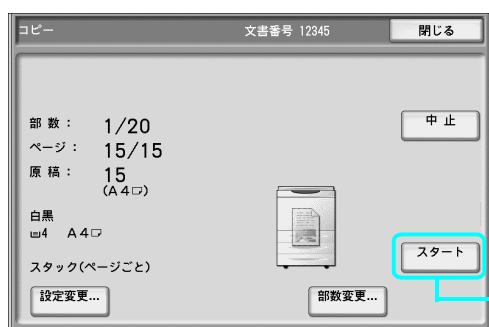 コピー 文書番号 12345 閉じる
部 数 : 1/20
中 止
ページ : 15/15
原 稿 : 15
(A4)
白黒
4 A4
スタート
スタック(ページごと)
設定変更... 部数変更...